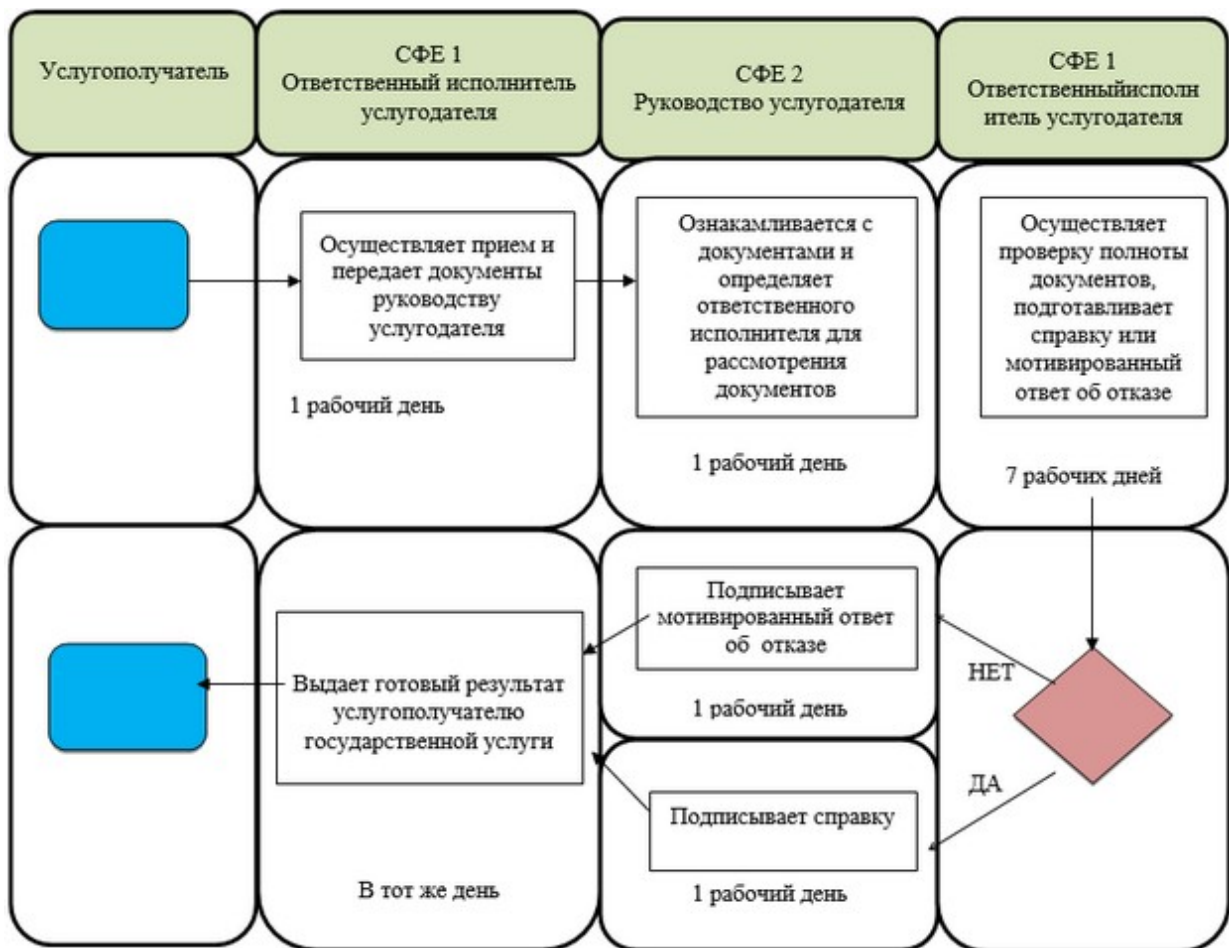 Услугополучатель
СФЕ 1
Ответственный исполнитель
услугодателя
СФЕ 2
Руководство услугодателя
СФЕ 1
Ответственныйисполн
итель услугодателя
Осуществляет прием и
передает документы
руководству
услугодателя
1 рабочий день
Ознакамливается с
документами и
определяет
ответственного
исполнителя для
рассмотрения
документов
1 рабочий день
Осуществляет
проверку полноты
документов,
подготавливает
справку или
мотивированный
ответ об отказе
7 рабочих дней
Выдает готовый результат
услугополучателю
государственной услуги
В тот же день
Подписывает
мотивированный ответ
об отказе
1 рабочий день
НЕТ
ДА
Подписывает справку
1 рабочий день